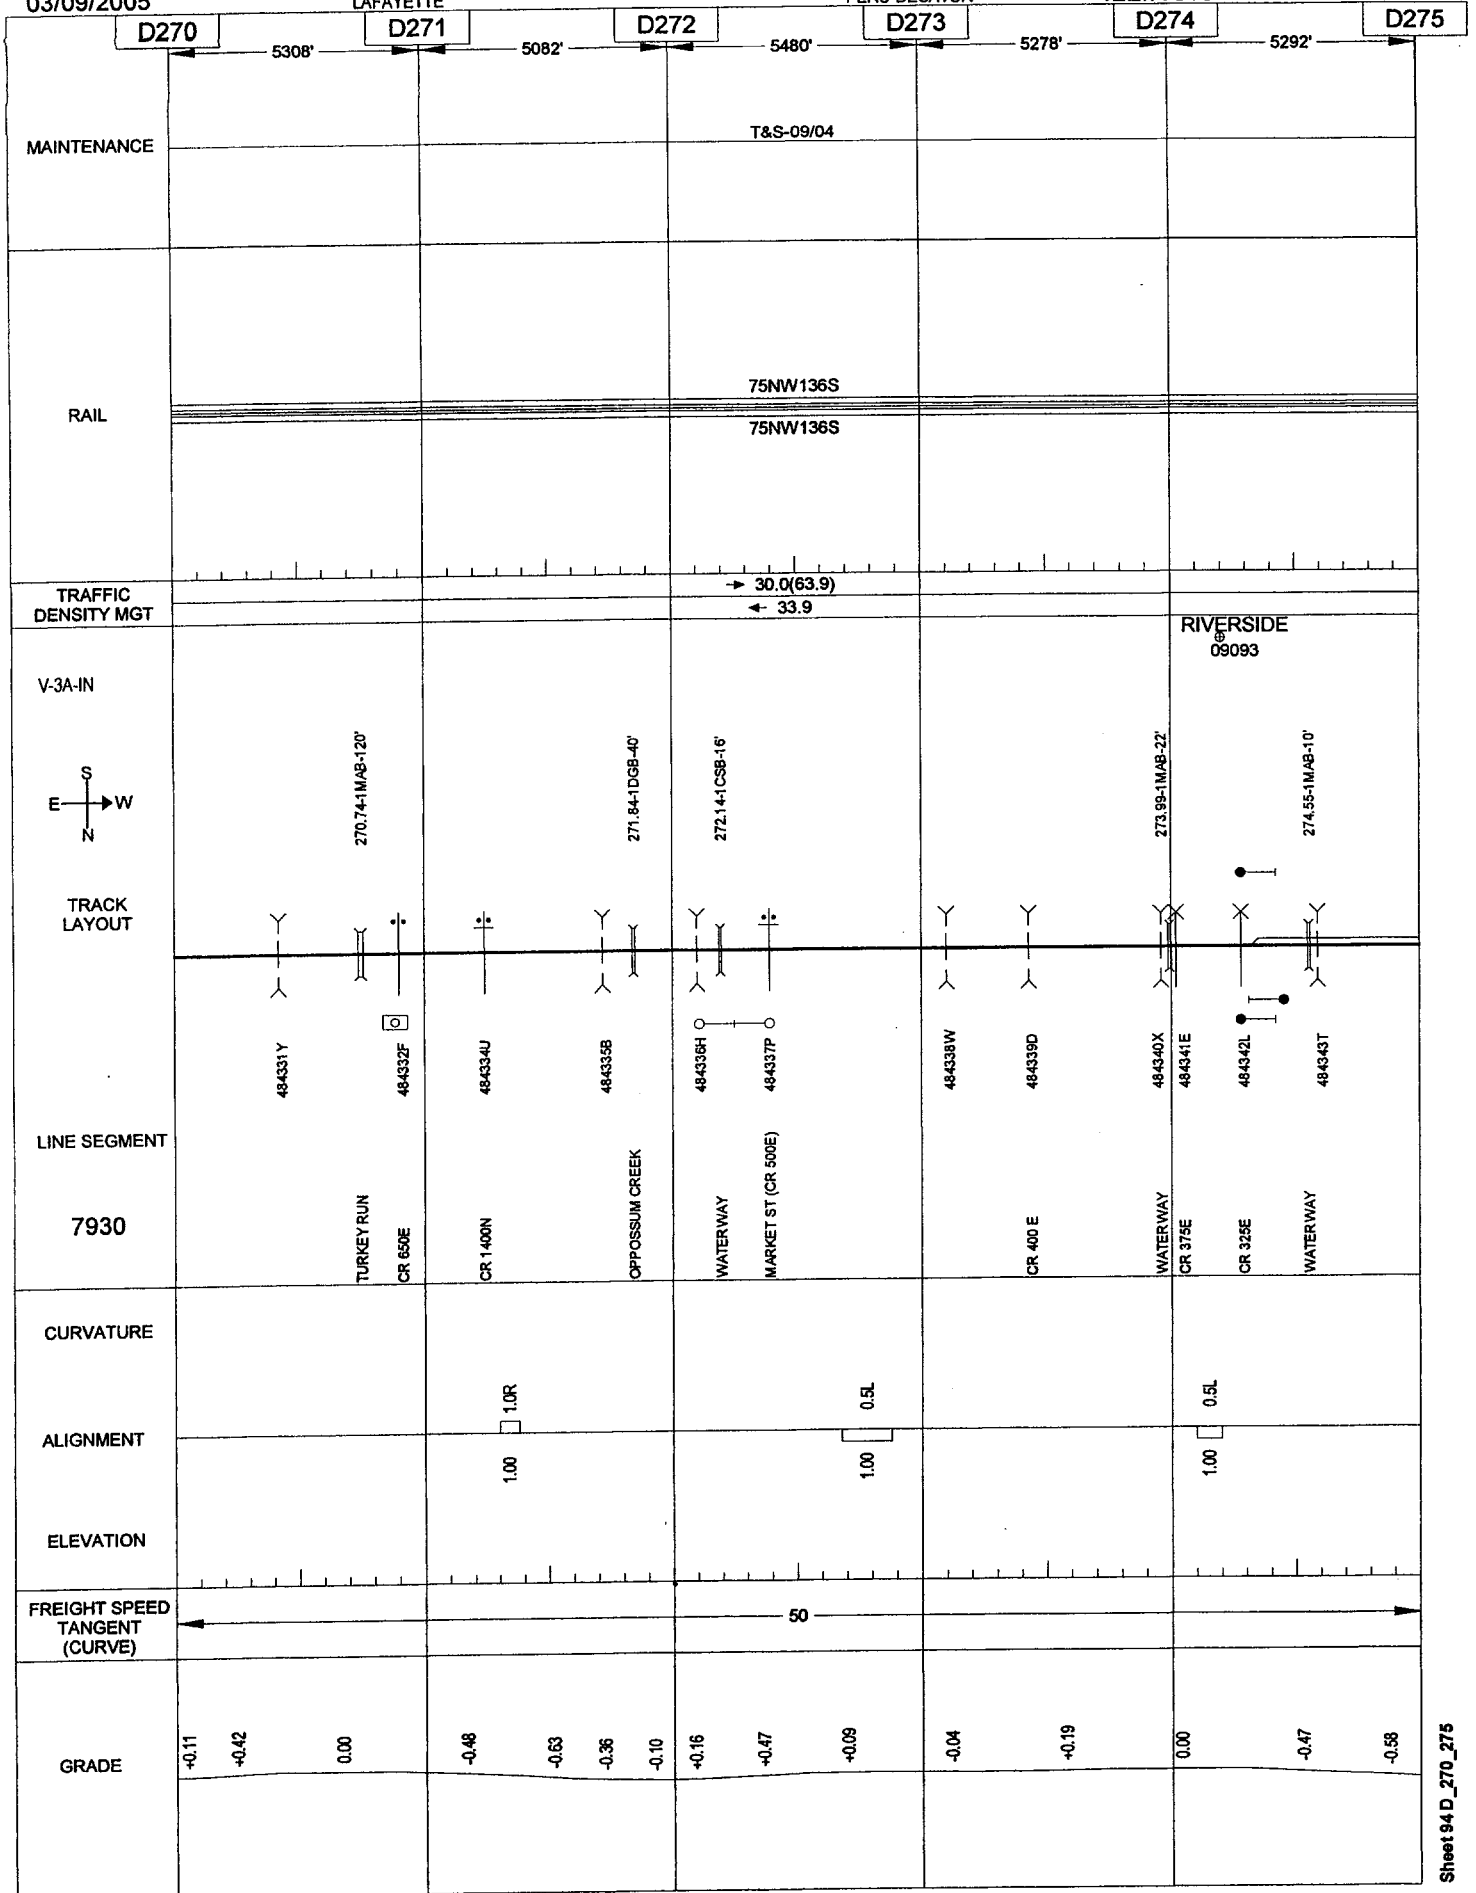 03/09/2005
LAFAYETTE
D270
D271
D272
D273
D274
D275
5308'
5082'
5480'
5278'
5292'
MAINTENANCE
T&S-09/04
RAIL
75NW136S
75NW136S
TRAFFIC
DENSITY MGT
30.0(63.9)
33.9
RIVERSIDE
09093
V-3A-IN
S
E
W
N
270.74-1MAB-120'
271.84-1DGB-40'
272.14-1CSB-16'
273.99-1MAB-22'
274.55-1MAB-10'
TRACK
LAYOUT
484331Y
484332F
484334U
484335B
484336H
484337P
484338W
484339D
484340X
484341E
484342L
484343T
LINE SEGMENT
7930
TURKEY RUN
CR 650E
CR 1400N
OPPOSSUM CREEK
WATERWAY
MARKET ST (CR 500E)
CR 400 E
WATERWAY
CR 375E
CR 325E
WATERWAY
CURVATURE
1.0R
0.5L
0.5L
ALIGNMENT
1.00
1.00
1.00
ELEVATION
FREIGHT SPEED
TANGENT
(CURVE)
50
GRADE
+0.11
+0.42
0.00
-0.48
-0.63
-0.36
-0.10
+0.16
+0.47
+0.09
-0.04
+0.19
0.00
-0.47
-0.58
Sheet 94 D_270_275